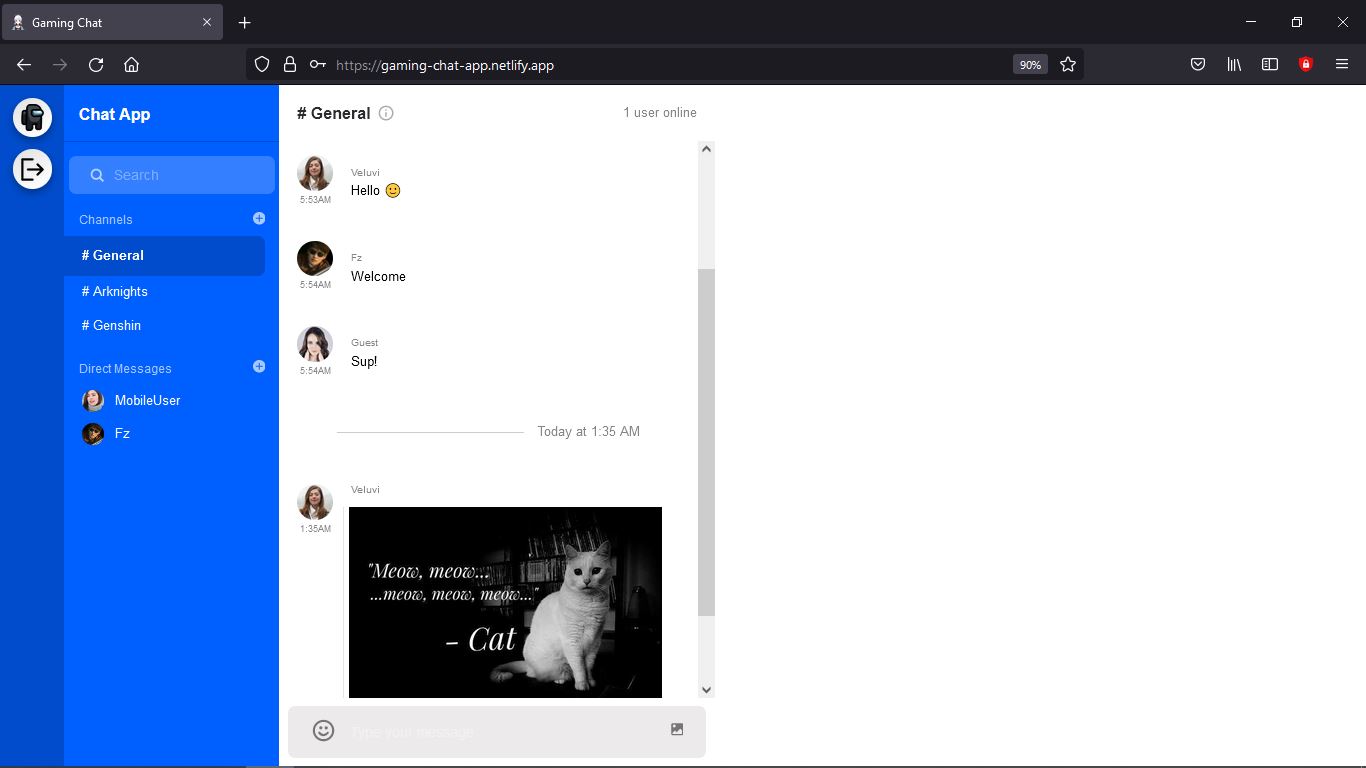 Gaming Chat
https://gaming-chat-app.netlify.app
90%
Chat App
Search
Channels
# General
# Arknights
# Genshin
Direct Messages
MobileUser
Fz
# General
1 user online
Veluvi
Hello 🙂
5:53AM
Fz
Welcome
5:54AM
Guest
Sup!
5:54AM
Today at 1:35 AM
Veluvi
1:35AM
"Meow, meow...
...meow, meow, meow..."
- Cat
Type your message